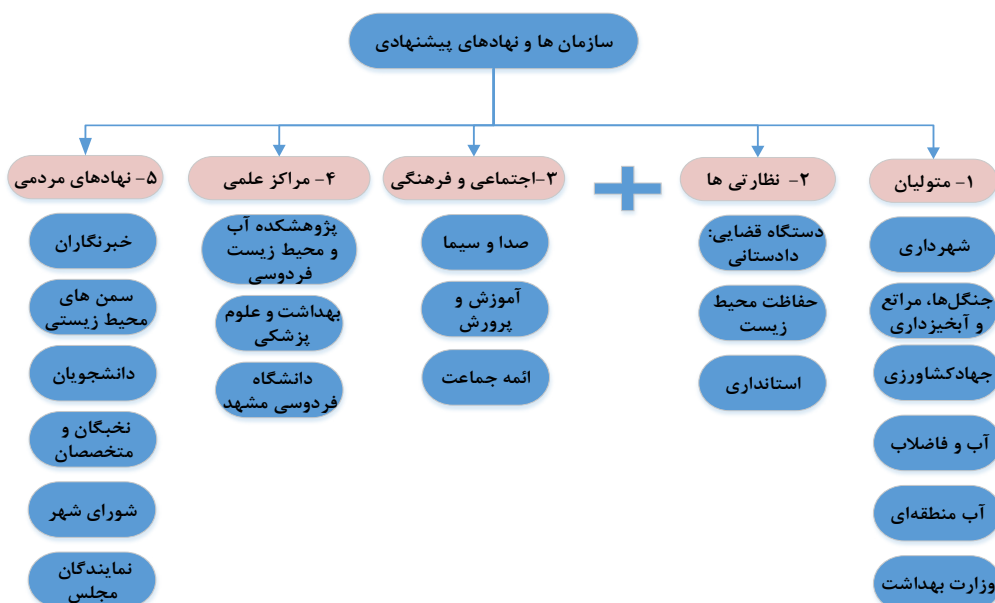 سازمان ها و نهادهای پیشنهادی
۱- متولیان
شهرداری
جنگل‌ها، مراتع
و آبخیزداری
جهادکشاورزی
آب و فاضلاب
آب منطقه‌ای
وزارت بهداشت
۲- نظارتی ها
دستگاه قضایی:
دادستانی
حفاظت محیط
زیست
استانداری
۳-اجتماعی و فرهنگی
صدا و سیما
آموزش و
پرورش
ائمه جماعت
۴- مراکز علمی
پژوهشکده آب
و محیط زیست
فردوسی
بهداشت و علوم
پزشکی
دانشگاه
فردوسی مشهد
۵- نهادهای مردمی
خبرنگاران
سمن های
محیط زیستی
دانشجویان
نخبگان و
متخصصان
شورای شهر
نمایندگان
مجلس